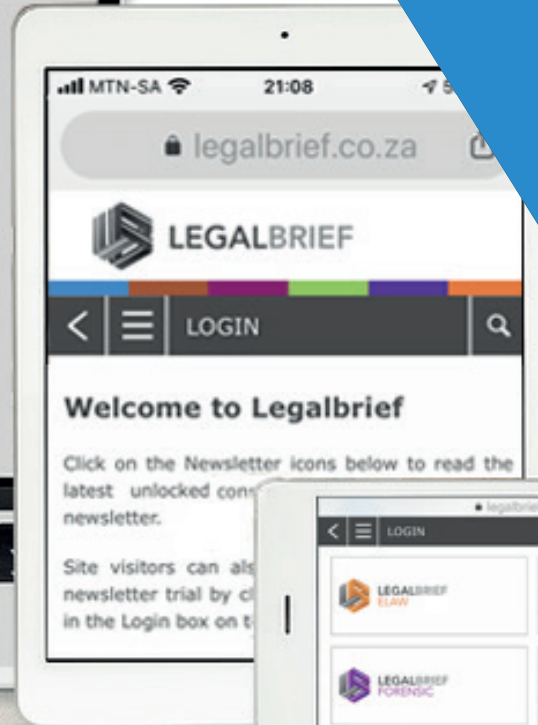 MTN-SA
21:08
legalbrief.co.za
LEGALBRIEF
LOGIN
Welcome to Legalbrief
Click on the Newsletter icons below to read the
latest unlocked
newsletter.
Site visitors can
newsletter trial by
in the Login box on
LOGIN
LEGALBRIEF
ELAW
LEGALBRIEF
FORENSIC